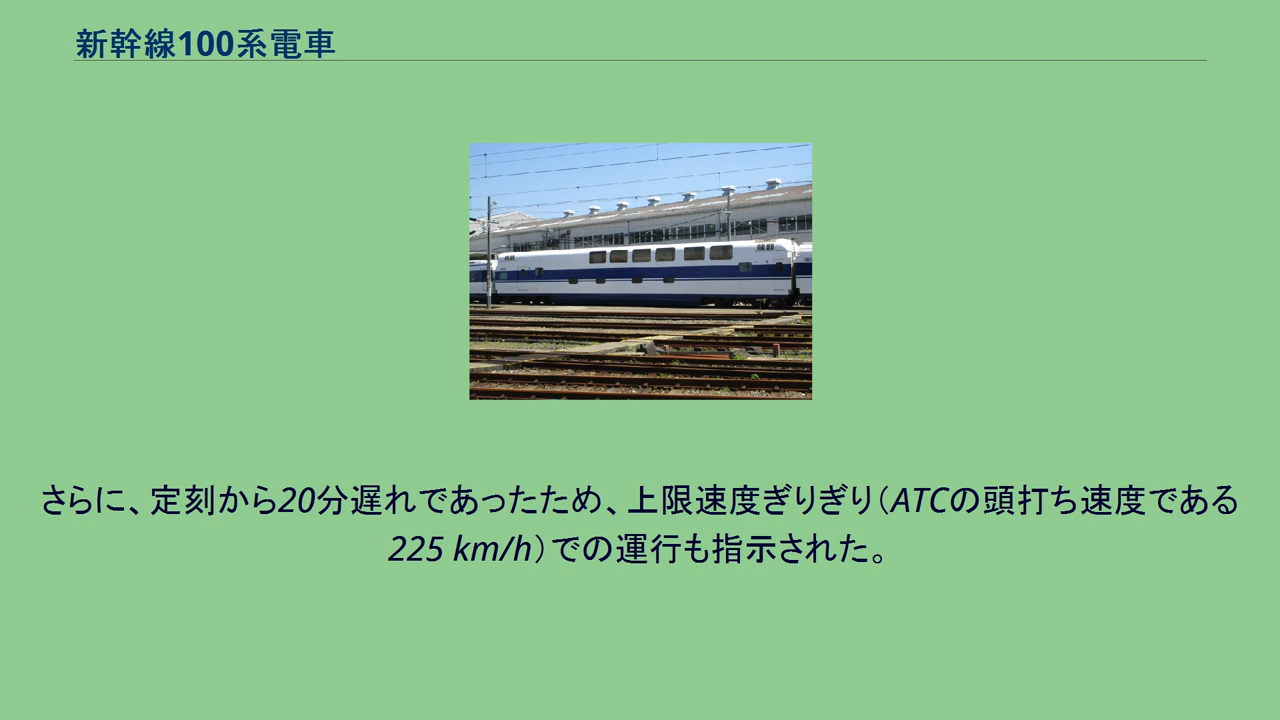 新幹線100系電車
さらに、定刻から20分遅れであったため、上限速度ぎりぎり（ATCの頭打ち速度である
225 km/h）での運行も指示された。